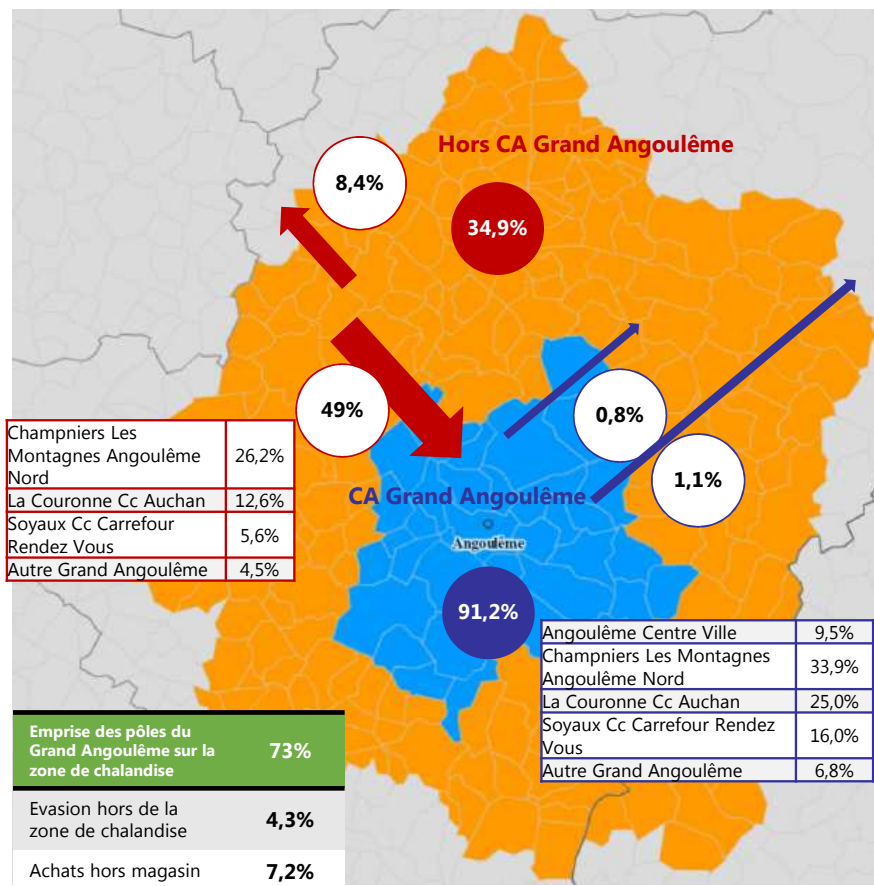 Hors CA Grand Angoulême
8,4%
34,9%
49%
0,8%
1,1%
Champniers Les
Montagnes Angoulême
Nord
26,2%
La Couronne Cc Auchan
12,6%
Soyaux Cc Carrefour
Rendez Vous
5,6%
Autre Grand Angoulême
4,5%
CA Grand Angoulême
Angoulême
91,2%
Angoulême Centre Ville
9,5%
Champniers Les Montagnes
Angoulême Nord
33,9%
La Couronne Cc Auchan
25,0%
Soyaux Cc Carrefour Rendez
Vous
16,0%
Autre Grand Angoulême
6,8%
Emprise des pôles du
Grand Angoulême sur la
zone de chalandise
73%
Evasion hors de la
zone de chalandise
4,3%
Achats hors magasin
7,2%